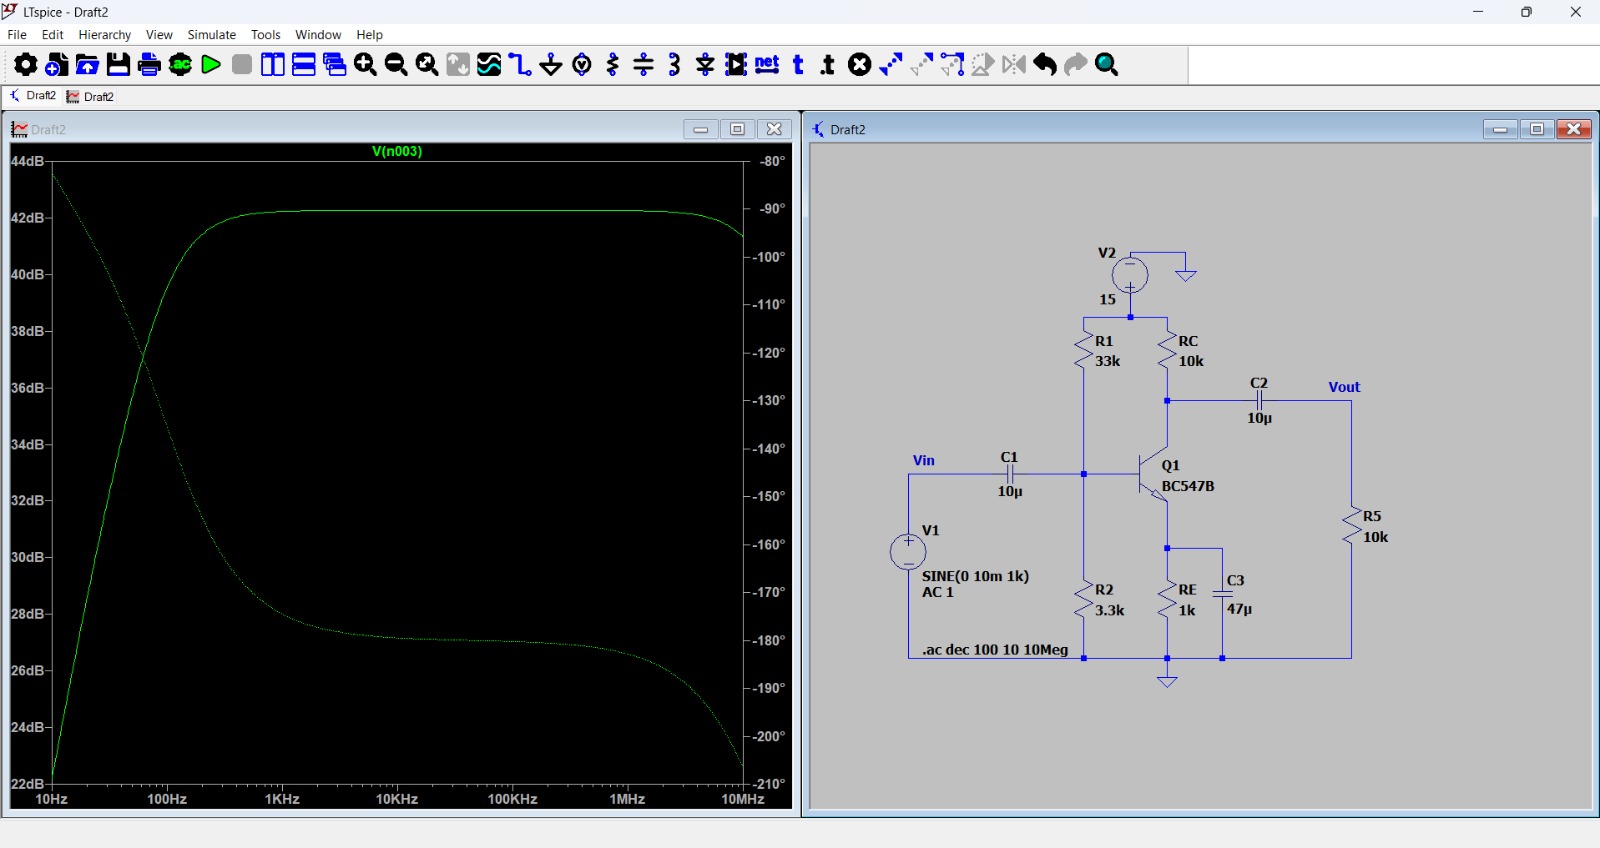 LTspice - Draft2
File Edit Hierarchy View Simulate Tools Window Help
.ac net t .t
Draft2 Draft2
Draft2
V(n003)
44dB
42dB
40dB
38dB
36dB
34dB
32dB
30dB
28dB
26dB
24dB
22dB
-80°
-90°
-100°
-110°
-120°
-130°
-140°
-150°
-160°
-170°
-180°
-190°
-200°
-210°
10Hz 100Hz 1KHz 10KHz 100KHz 1MHz 10MHz
Draft2
V2
15
R1
33k
RC
10k
C2
10µ
Vout
Vin
C1
10µ
Q1
BC547B
V1
SINE(0 10m 1k)
AC 1
R5
10k
R2
3.3k
RE
1k
C3
47µ
.ac dec 100 10 10Meg